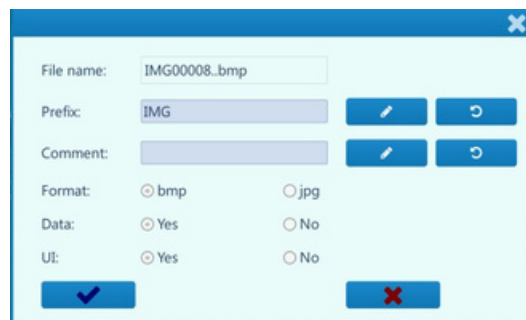 File name: IMG00008..bmp
Prefix: IMG
Comment:
Format: bmp jpg
Data: Yes No
UI: Yes No